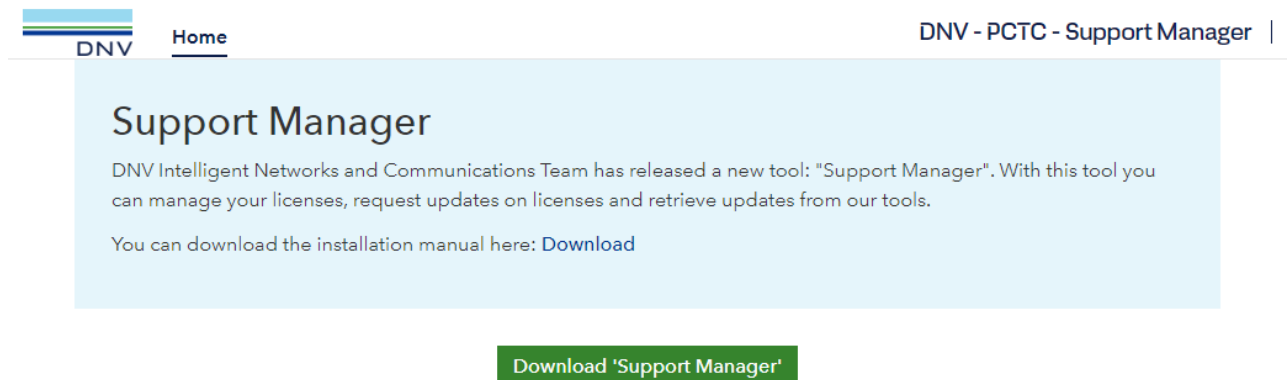 DNV
Home
DNV - PCTC - Support Manager |
Support Manager
DNV Intelligent Networks and Communications Team has released a new tool: "Support Manager". With this tool you
can manage your licenses, request updates on licenses and retrieve updates from our tools.
You can download the installation manual here: Download
Download 'Support Manager'